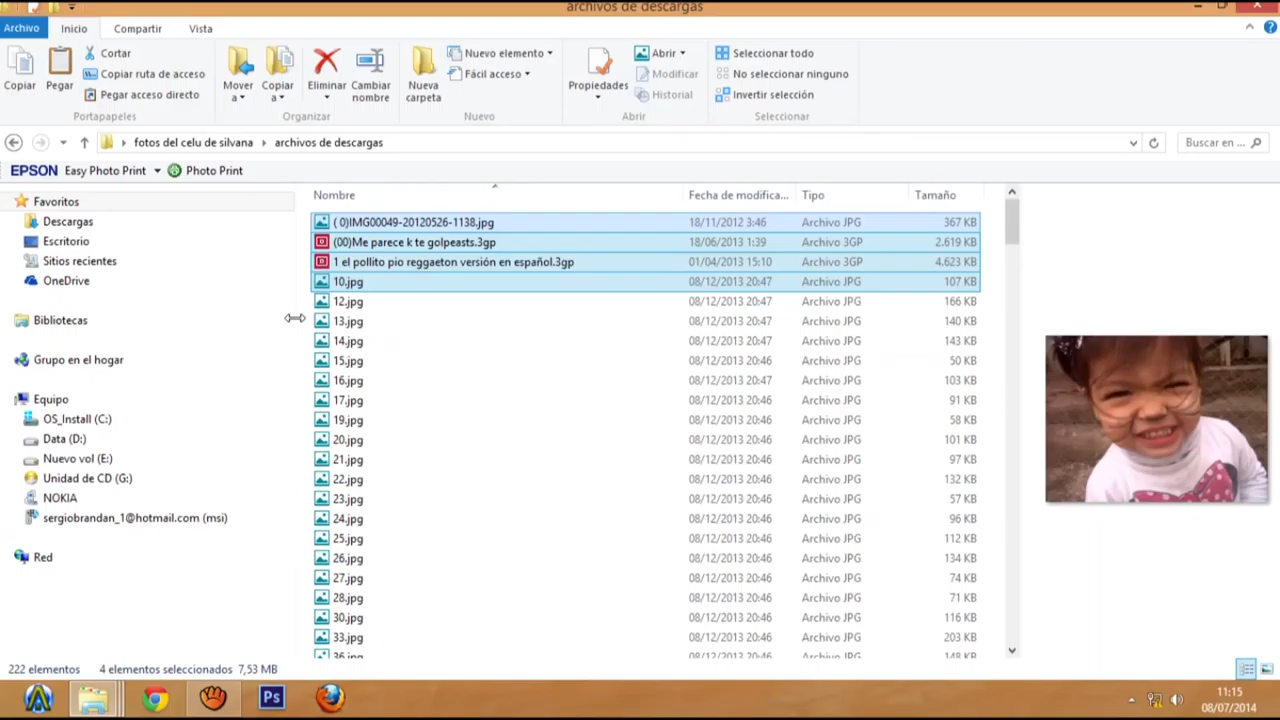 archivos de descargas
Archivo Inicio Compartir Vista
Copiar
Pegar
Cortar
Copiar ruta de acceso
Pegar acceso directo
Portapapeles
Mover a
Copiar a
Eliminar
Cambiar nombre
Organizar
Nueva carpeta
Nuevo elemento
Fácil acceso
Nuevo
Propiedades
Abrir
Modificar
Historial
Abrir
Seleccionar todo
No seleccionar ninguno
Invertir selección
Seleccionar
fotos del celu de silvana archivos de descargas
Buscar en ...
EPSON Easy Photo Print Photo Print
Favoritos
Descargas
Escritorio
Sitios recientes
OneDrive
Bibliotecas
Grupo en el hogar
Equipo
OS_Install (C:)
Data (D:)
Nuevo vol (E:)
Unidad de CD (G:)
NOKIA
sergiobrandan_1@hotmail.com (msi)
Red
Nombre Fecha de modifica... Tipo Tamaño
( 0)IMG00049-20120526-1138.jpg 18/11/2012 3:46 Archivo JPG 367 KB
(00)Me parece k te golpeasts.3gp 18/06/2013 1:39 Archivo 3GP 2.619 KB
1 el pollito pio reggaeton versión en español.3gp 01/04/2013 15:10 Archivo 3GP 4.623 KB
10.jpg 08/12/2013 20:47 Archivo JPG 107 KB
12.jpg 08/12/2013 20:47 Archivo JPG 166 KB
13.jpg 08/12/2013 20:47 Archivo JPG 140 KB
14.jpg 08/12/2013 20:47 Archivo JPG 143 KB
15.jpg 08/12/2013 20:46 Archivo JPG 50 KB
16.jpg 08/12/2013 20:47 Archivo JPG 103 KB
17.jpg 08/12/2013 20:46 Archivo JPG 91 KB
19.jpg 08/12/2013 20:46 Archivo JPG 58 KB
20.jpg 08/12/2013 20:46 Archivo JPG 101 KB
21.jpg 08/12/2013 20:46 Archivo JPG 97 KB
22.jpg 08/12/2013 20:46 Archivo JPG 132 KB
23.jpg 08/12/2013 20:46 Archivo JPG 57 KB
24.jpg 08/12/2013 20:46 Archivo JPG 96 KB
25.jpg 08/12/2013 20:46 Archivo JPG 112 KB
26.jpg 08/12/2013 20:46 Archivo JPG 134 KB
27.jpg 08/12/2013 20:46 Archivo JPG 74 KB
28.jpg 08/12/2013 20:46 Archivo JPG 71 KB
30.jpg 08/12/2013 20:46 Archivo JPG 116 KB
33.jpg 08/12/2013 20:46 Archivo JPG 203 KB
36.jpg 08/12/2013 20:46 Archivo JPG 148 KB
222 elementos 4 elementos seleccionados 7,53 MB
Ps
11:15
08/07/2014